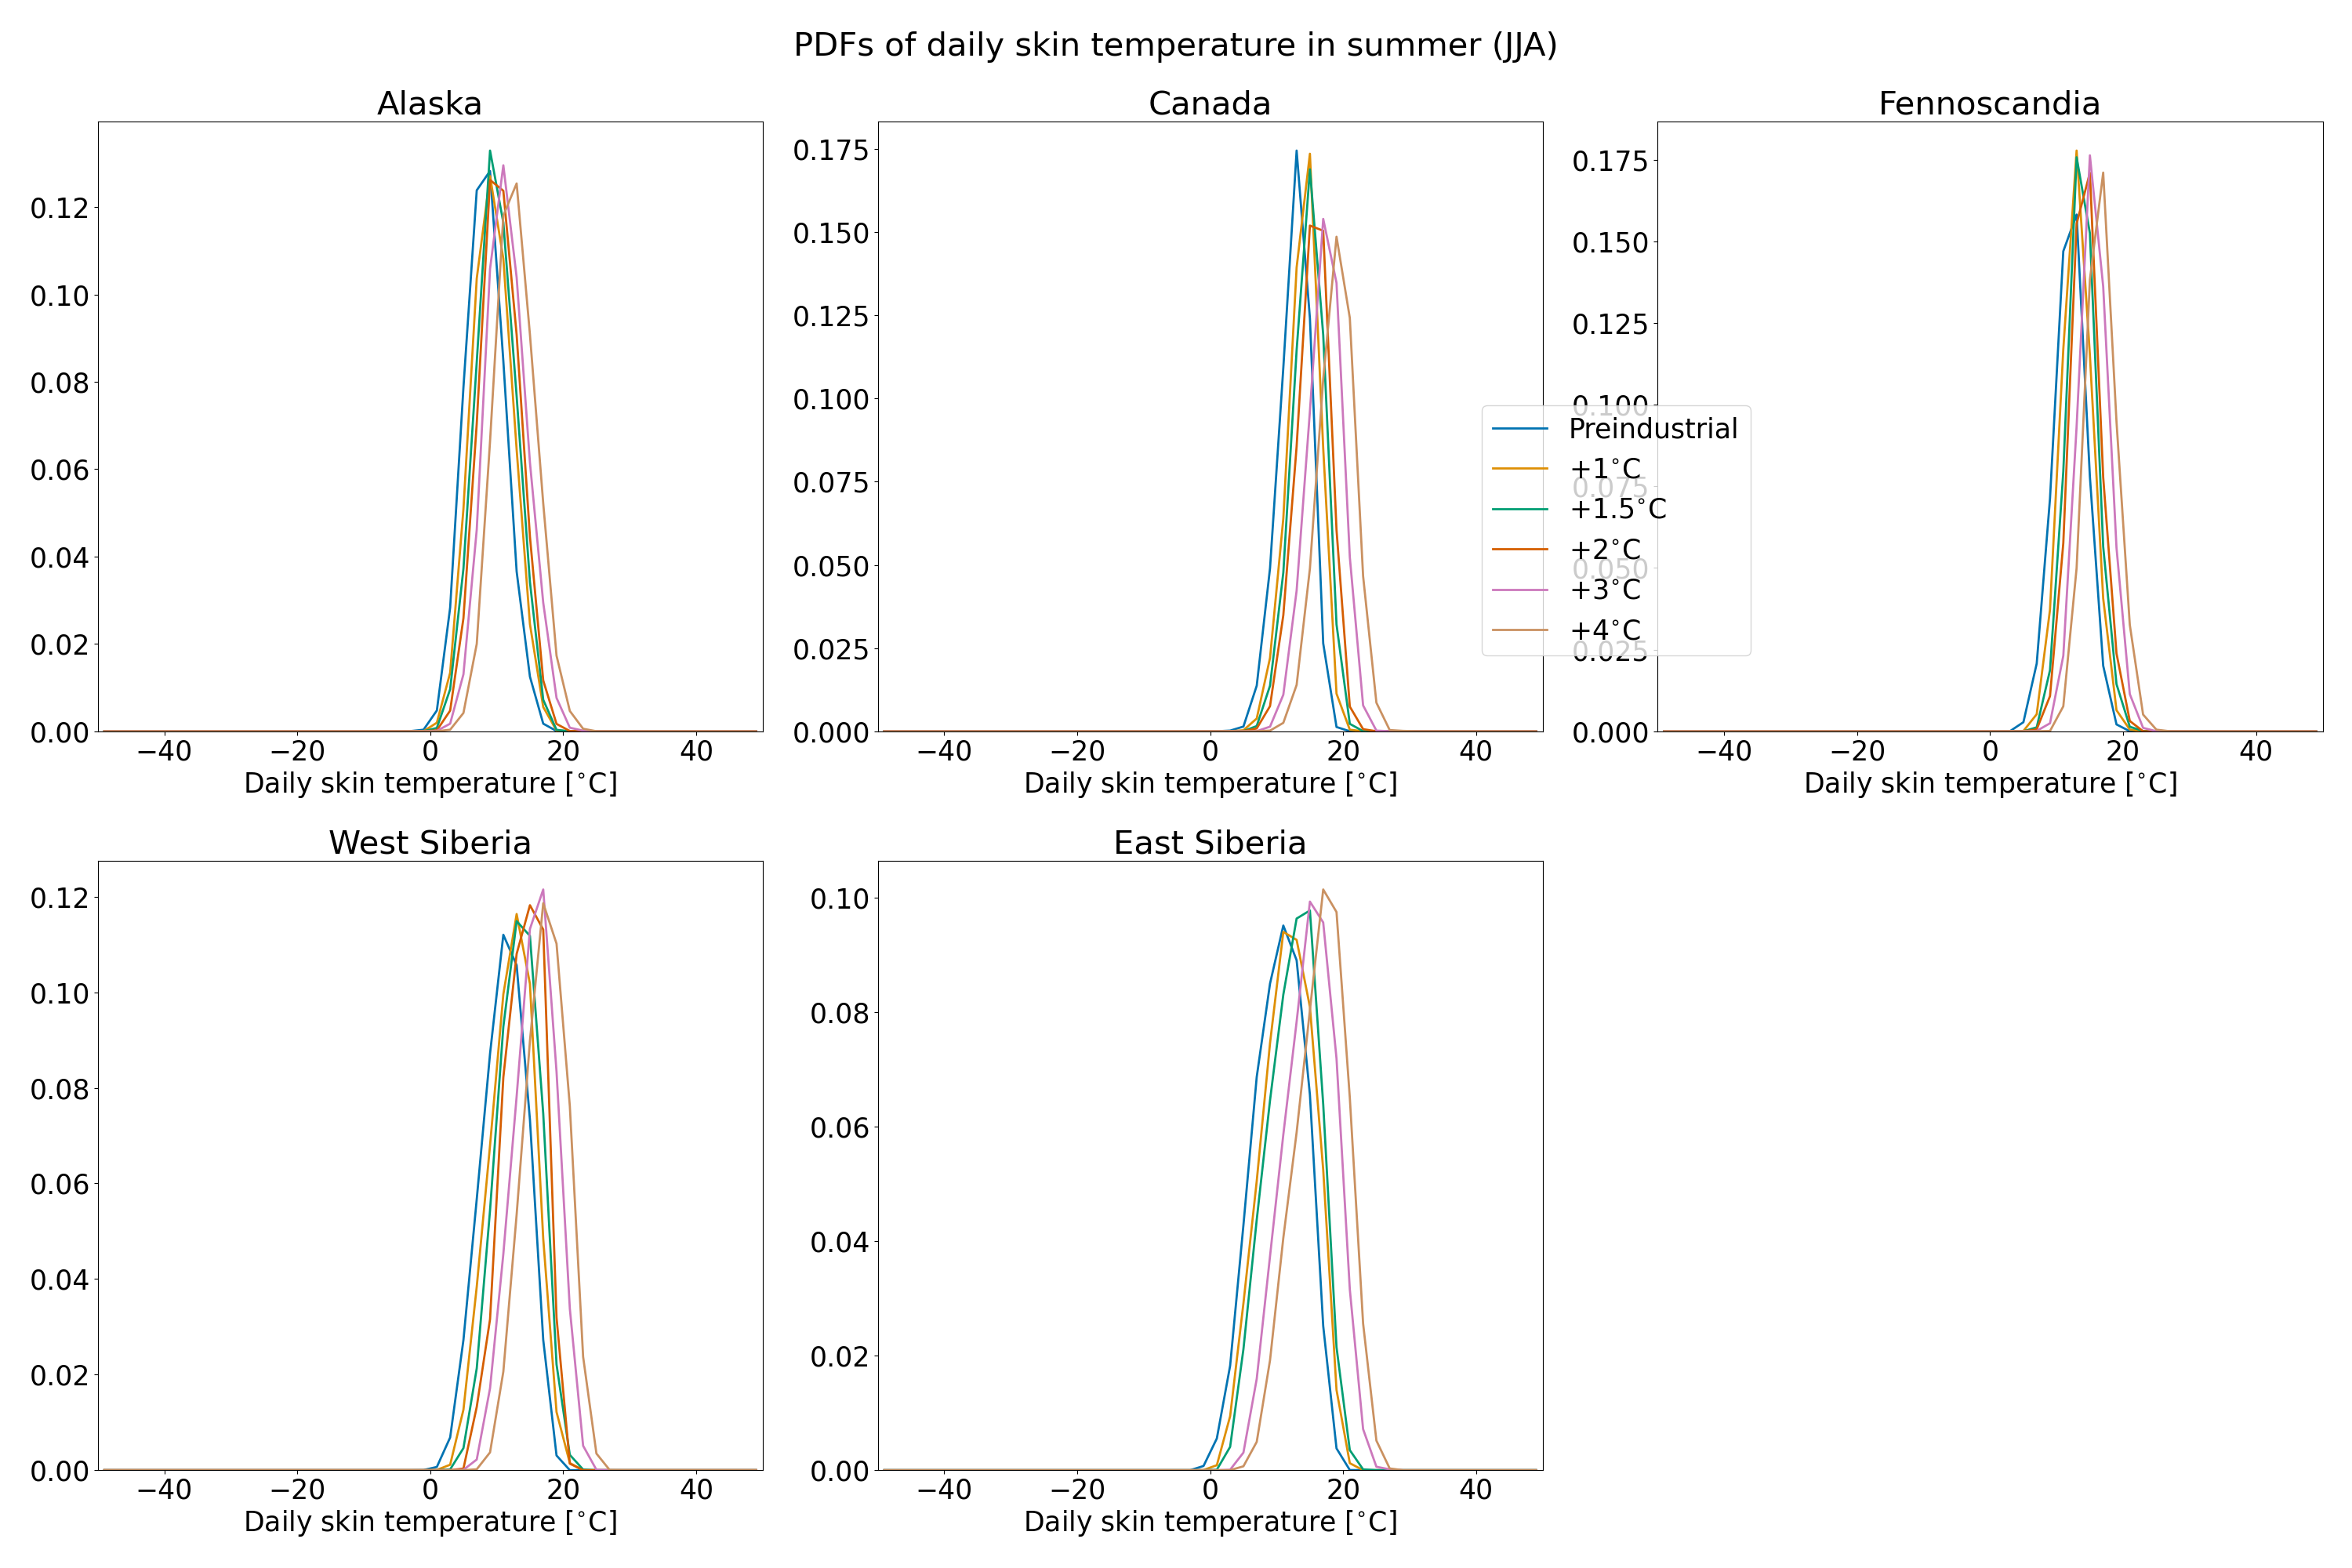 PDFs of daily skin temperature in summer (JJA)
Alaska
0.12
0.10
0.08
0.06
0.04
0.02
0.00
−40 −20 0 20 40
Daily skin temperature [°C]
Canada
0.175
0.150
0.125
0.100
0.075
0.050
0.025
0.000
−40 −20 0 20 40
Daily skin temperature [°C]
Fennoscandia
0.175
0.150
0.125
0.100
0.075
0.050
0.025
0.000
−40 −20 0 20 40
Daily skin temperature [°C]
Preindustrial
+1°C
+1.5°C
+2°C
+3°C
+4°C
West Siberia
0.12
0.10
0.08
0.06
0.04
0.02
0.00
−40 −20 0 20 40
Daily skin temperature [°C]
East Siberia
0.10
0.08
0.06
0.04
0.02
0.00
−40 −20 0 20 40
Daily skin temperature [°C]